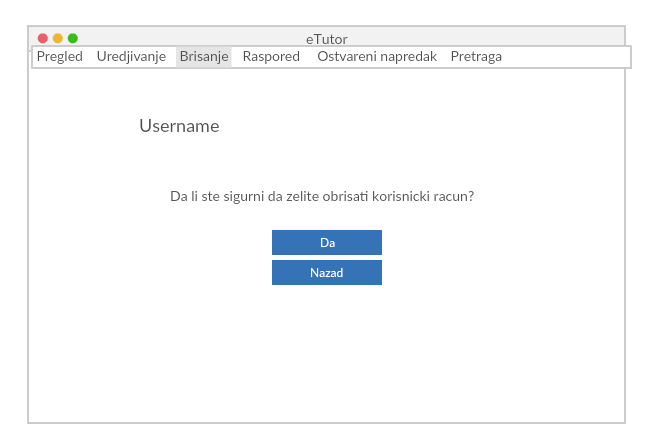 eTutor
Pregled Uredjivanje Brisanje Raspored Ostvareni napredak Pretraga
Username
Da li ste sigurni da zelite obrisati korisnicki racun?
Da
Nazad